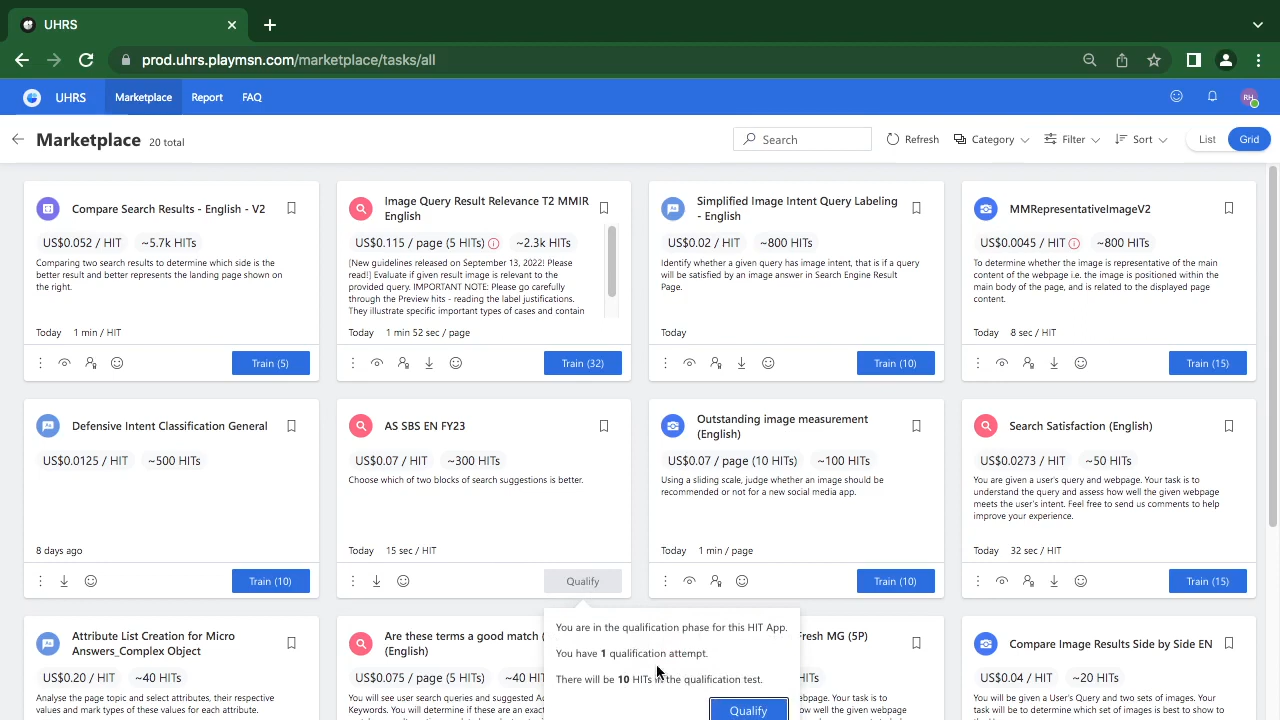 UHRS
prod.uhrs.playmsn.com/marketplace/tasks/all
UHRS Marketplace Report FAQ RH
Marketplace 20 total Search Refresh Category Filter Sort List Grid
Compare Search Results - English - V2
US$0.052 / HIT ~5.7k HITs
Comparing two search results to determine which side is the
better result and better represents the landing page shown on
the right.
Today 1 min / HIT
Train (5)
Image Query Result Relevance T2 MMIR
English
US$0.115 / page (5 HITs) ~2.3k HITs
[New guidelines released on September 13, 2022! Please
read!] Evaluate if given result image is relevant to the
provided query. IMPORTANT NOTE: Please go carefully
through the Preview hits - reading the label justifications.
They illustrate specific important types of cases and contain
Today 1 min 52 sec / page
Train (32)
Simplified Image Intent Query Labeling
- English
US$0.02 / HIT ~800 HITs
Identify whether a given query has image intent, that is if a query
will be satisfied by an image answer in Search Engine Result
Page.
Today
Train (10)
MMRepresentativeImageV2
US$0.0045 / HIT ~800 HITs
To determine whether the image is representative of the main
content of the webpage i.e. the image is positioned within the
main body of the page, and is related to the displayed page
content.
Today 8 sec / HIT
Train (15)
Defensive Intent Classification General
US$0.0125 / HIT ~500 HITs
8 days ago
Train (10)
AS SBS EN FY23
US$0.07 / HIT ~300 HITs
Choose which of two blocks of search suggestions is better.
Today 15 sec / HIT
Qualify
Outstanding image measurement
(English)
US$0.07 / page (10 HITs) ~100 HITs
Using a sliding scale, judge whether an image should be
recommended or not for a new social media app.
Today 1 min / page
Train (10)
Search Satisfaction (English)
US$0.0273 / HIT ~50 HITs
You are given a user's query and webpage. Your task is to
understand the query and assess how well the given webpage
meets the user's intent. Feel free to send us comments to help
improve your experience.
Today 32 sec / HIT
Train (15)
Attribute List Creation for Micro
Answers_Complex Object
US$0.20 / HIT ~40 HITs
Analyse the page topic and select attributes, their respective
values and mark types of these values for each attribute.
Are these terms a good match (
(English)
US$0.075 / page (5 HITs) ~40 HIT
You will see user search queries and suggested Ad
Keywords. You will determine if these are an exact
You are in the qualification phase for this HIT App.
You have 1 qualification attempt.
There will be 10 HITs in the qualification test.
Qualify
Fresh MG (5P)
bpage. Your task is to
ow well the given webpage
Compare Image Results Side by Side EN
US$0.04 / HIT ~20 HITs
You will be given a User's Query and two sets of images. Your
task will be to determine which set of images is best to show to